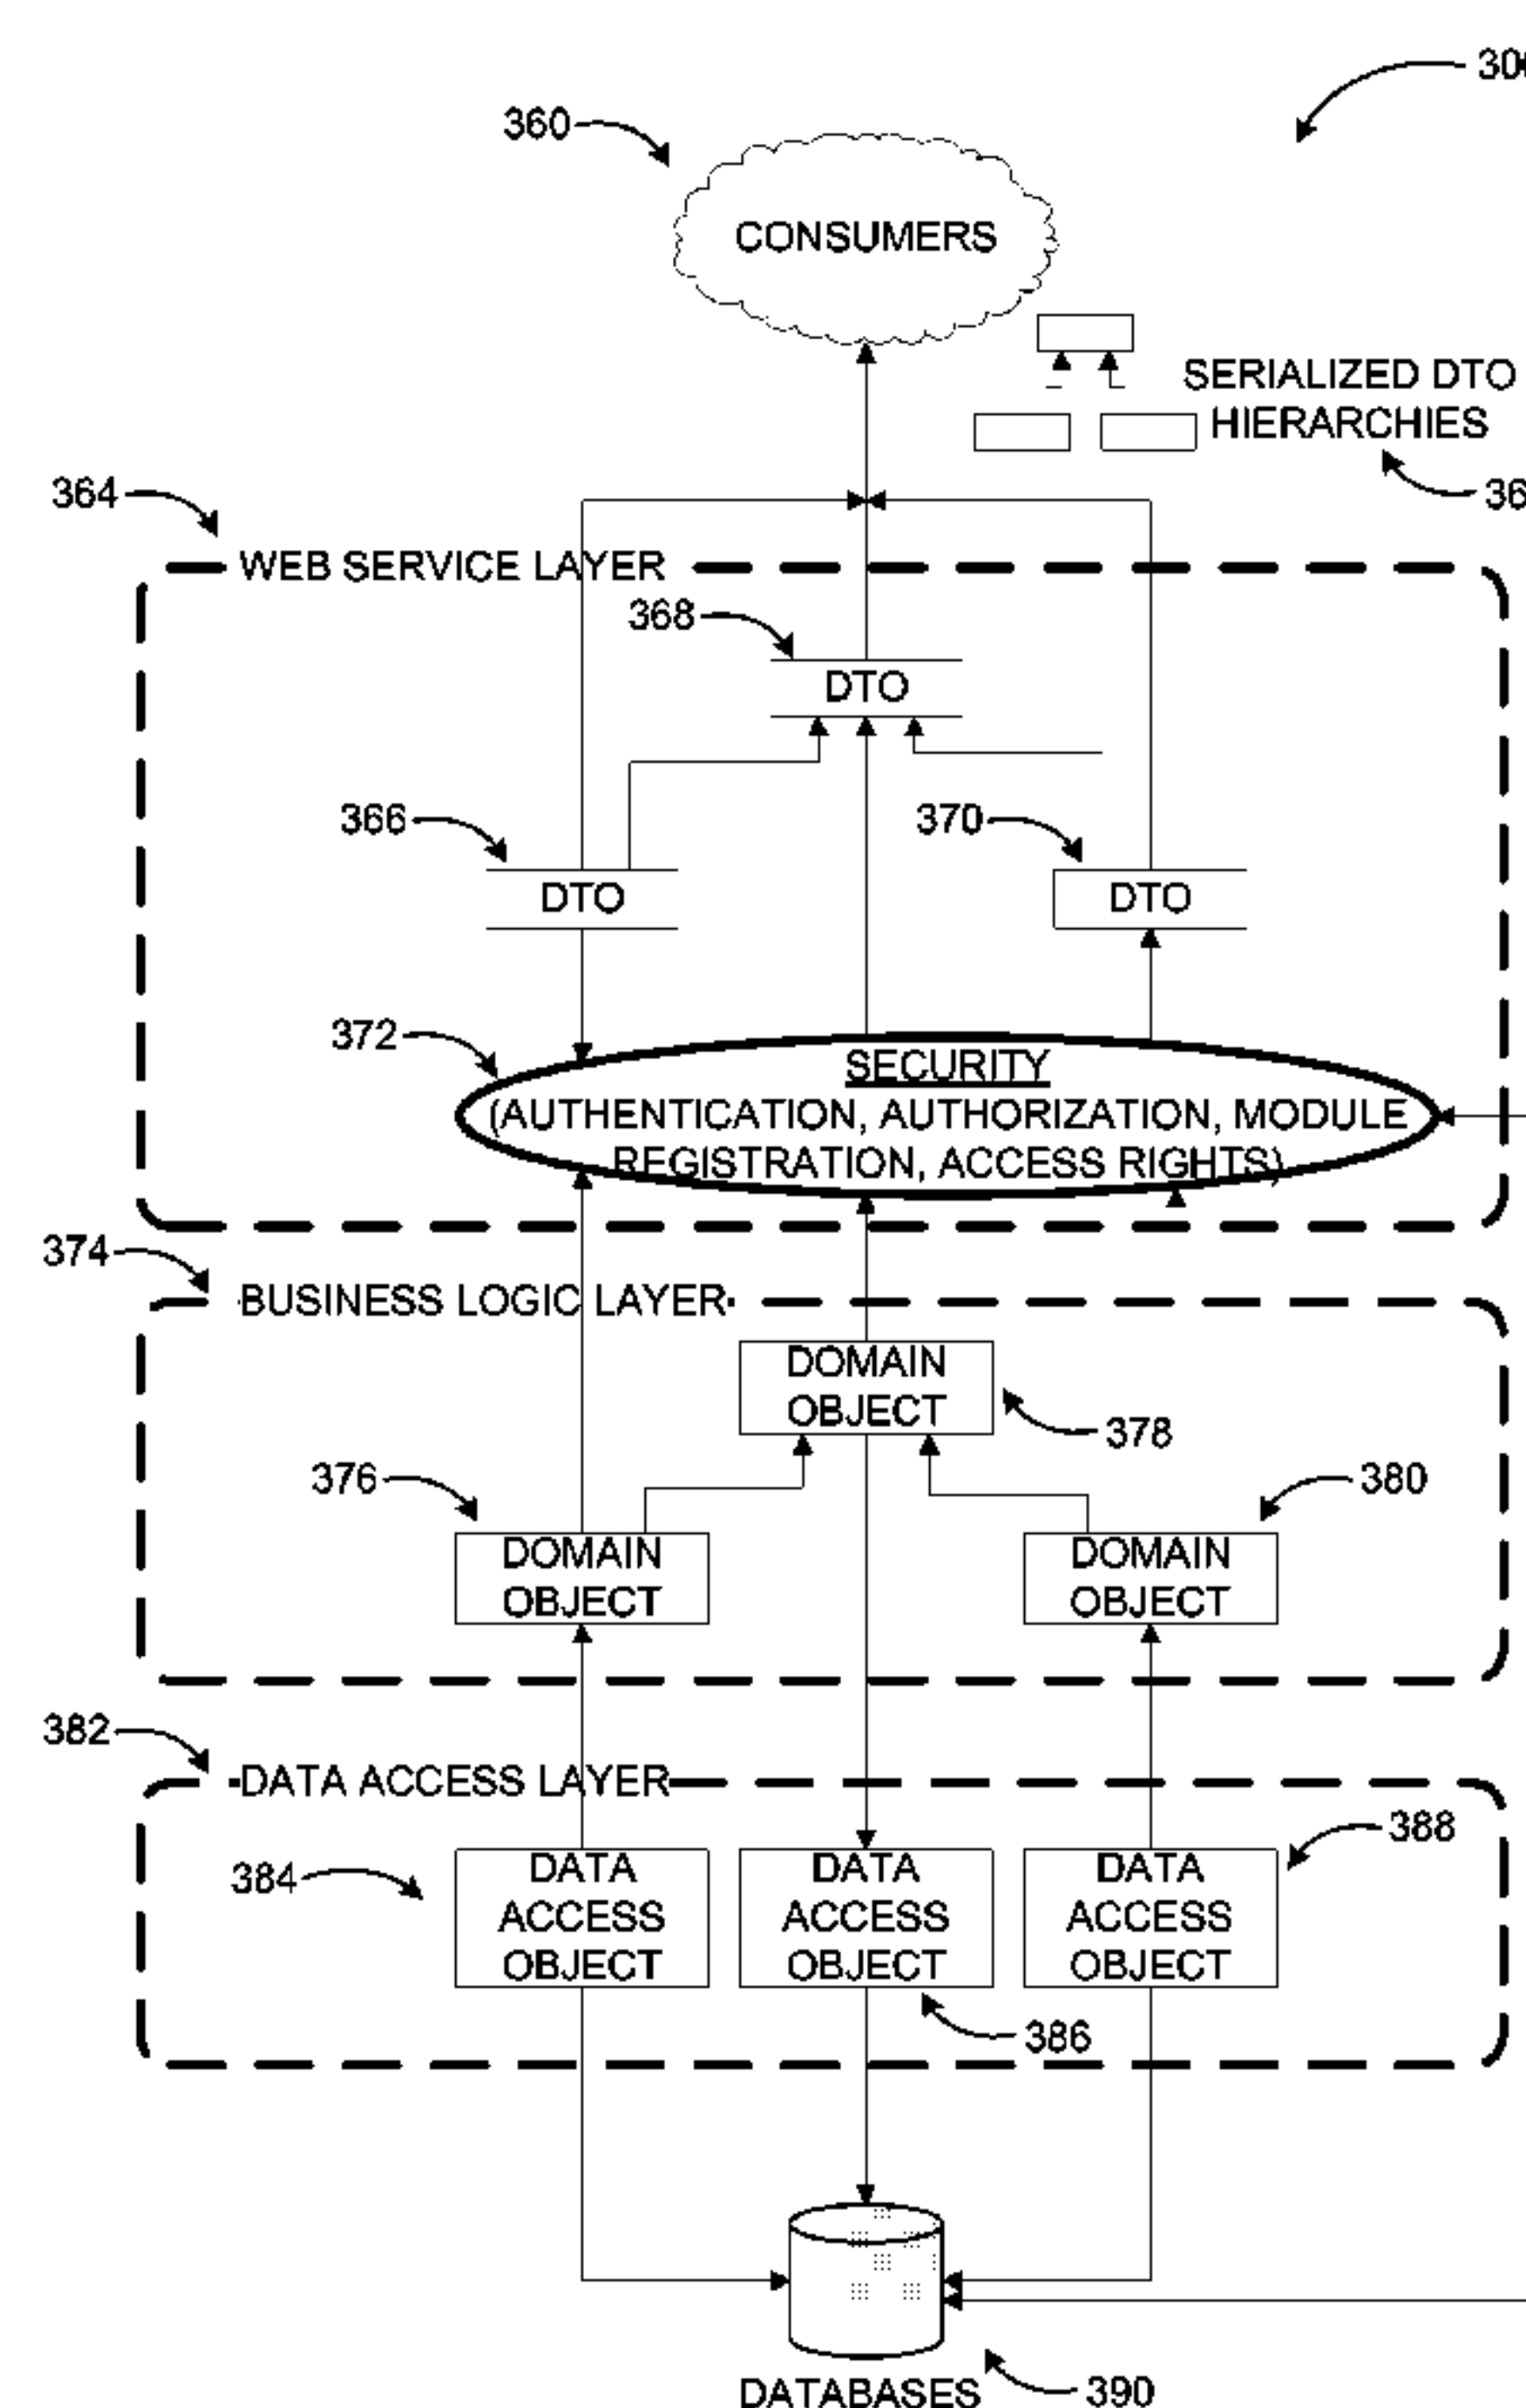 360
CONSUMERS
SERIALIZED DTO
HIERARCHIES
364
WEB SERVICE LAYER
368
DTO
366
DTO
370
DTO
372
SECURITY
(AUTHENTICATION, AUTHORIZATION, MODULE
REGISTRATION, ACCESS RIGHTS)
374
BUSINESS LOGIC LAYER
DOMAIN
OBJECT
378
376
DOMAIN
OBJECT
380
DOMAIN
OBJECT
382
DATA ACCESS LAYER
384
DATA
ACCESS
OBJECT
DATA
ACCESS
OBJECT
386
DATA
ACCESS
OBJECT
388
DATABASES
390